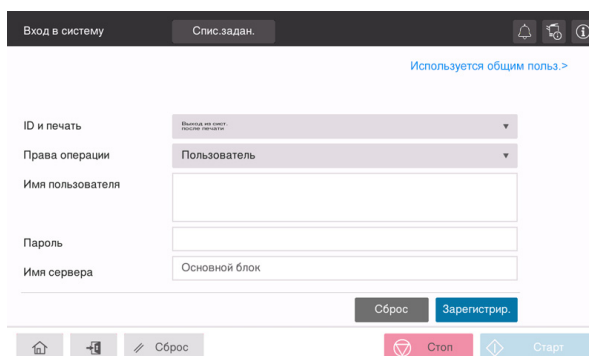 Вход в систему
Спис.задан.
Используется общим польз.>
ID и печать
Выход из сист.
после печати
Права операции
Пользователь
Имя пользователя
Пароль
Имя сервера
Основной блок
Сброс
Зарегистрир.
Сброс
Стоп
Старт